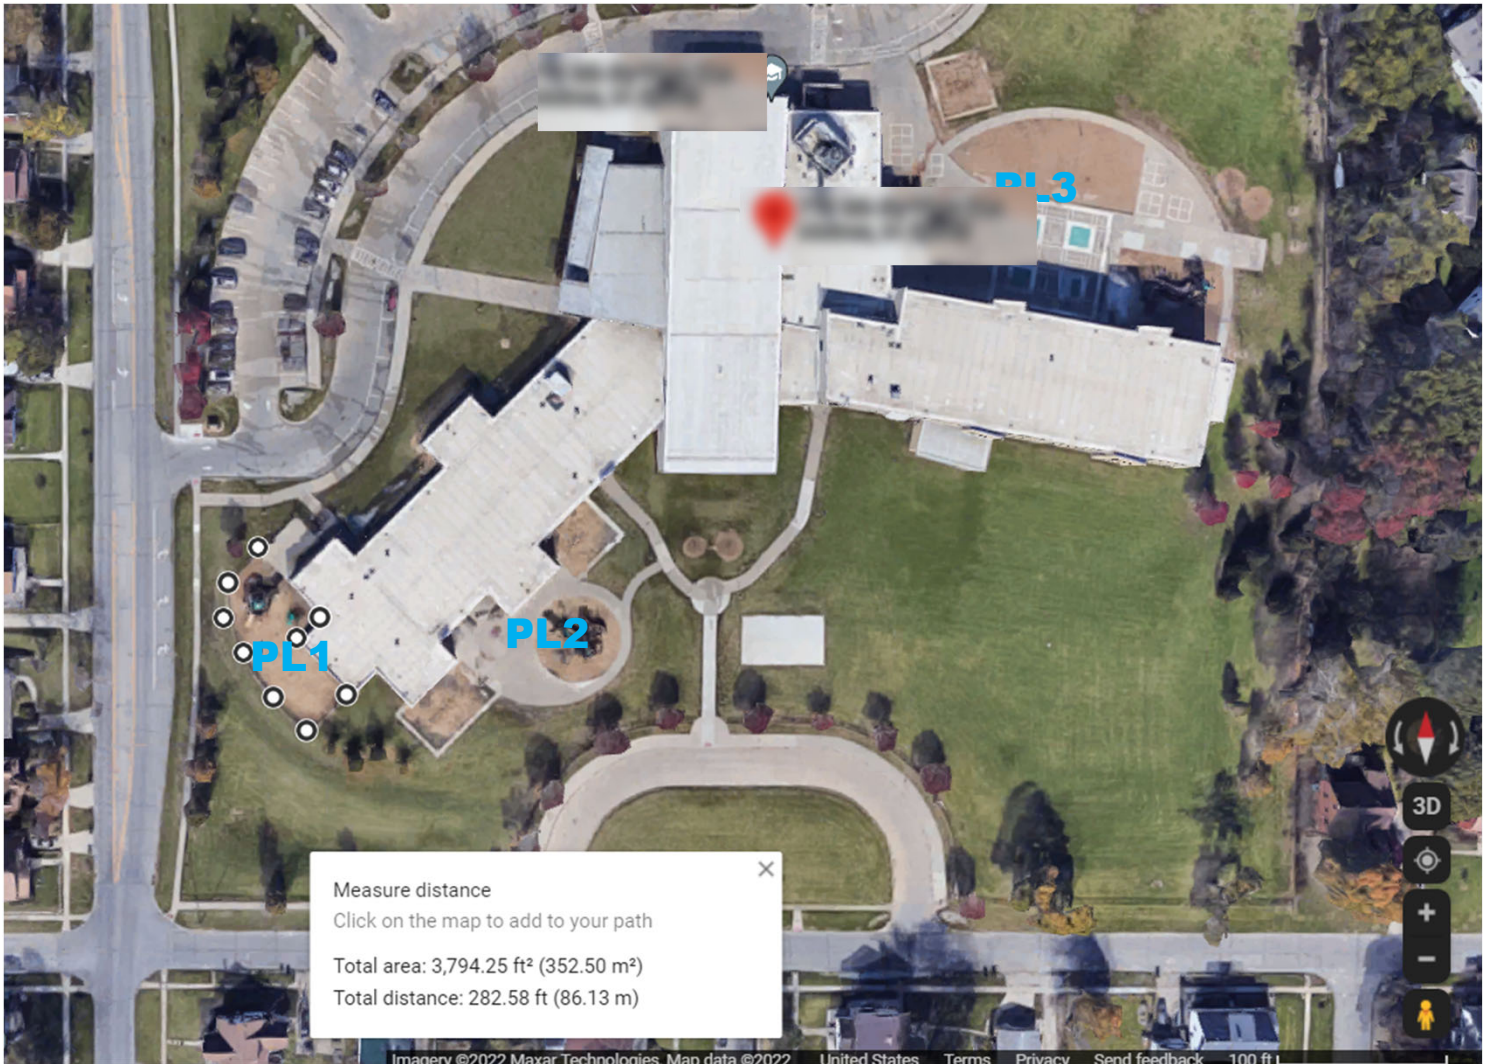 PL3
PL2
PL1
3D
Measure distance
Click on the map to add to your path
Total area: 3,794.25 ft² (352.50 m²)
Total distance: 282.58 ft (86.13 m)
Imagery ©2022 Maxar Technologies, Map data ©2022 United States Terms Privacy Send feedback 100 ft